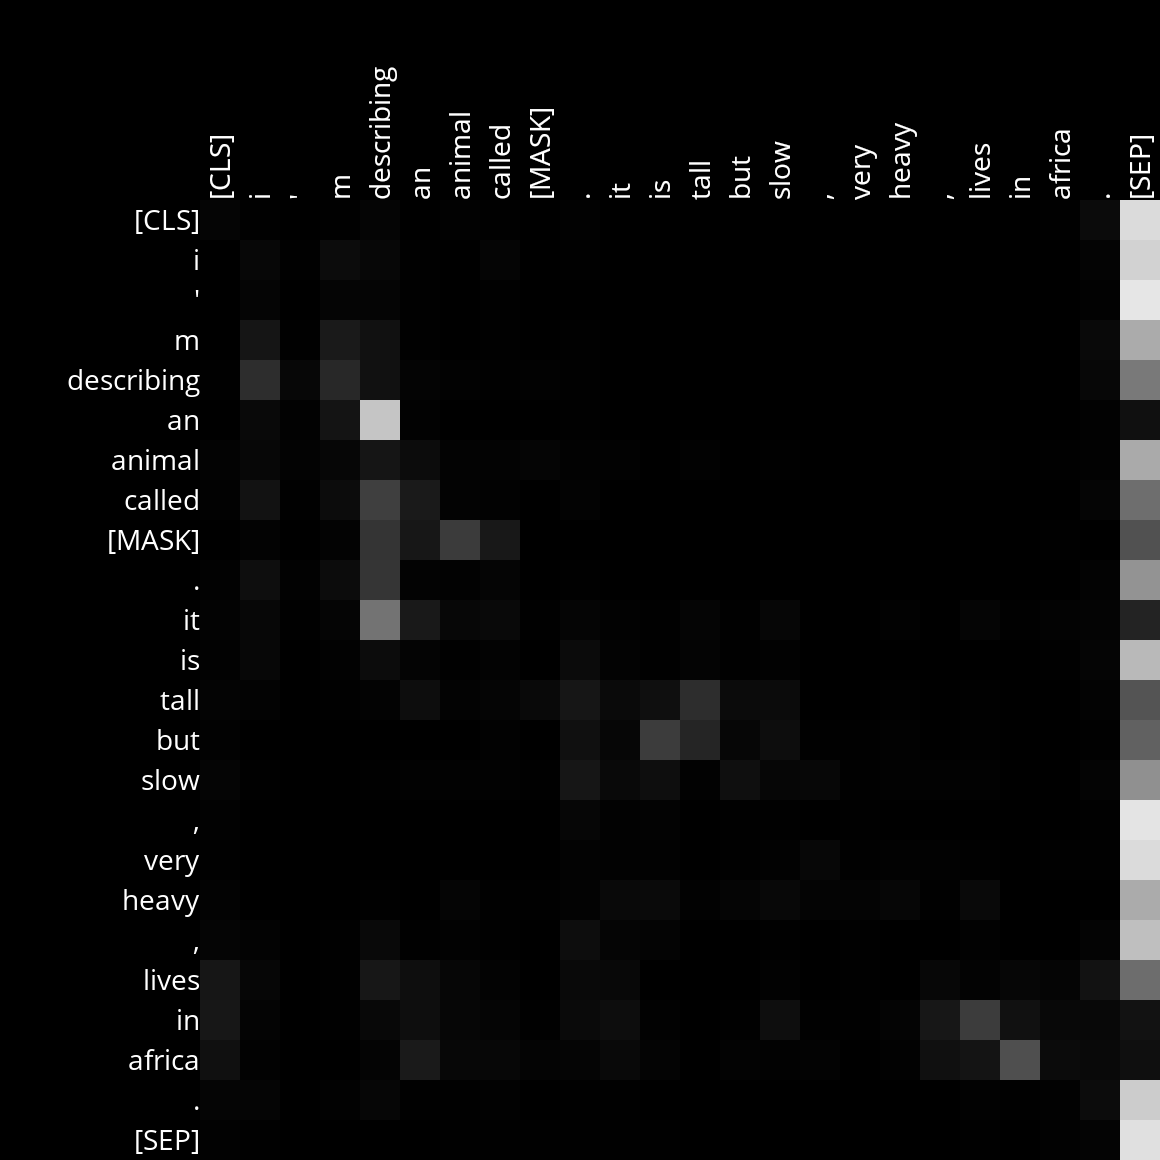 [CLS] i ' m describing an animal called [MASK] . it is tall but slow , very heavy , lives in africa . [SEP]
[CLS]
i
'
m
describing
an
animal
called
[MASK]
.
it
is
tall
but
slow
,
very
heavy
,
lives
in
africa
.
[SEP]